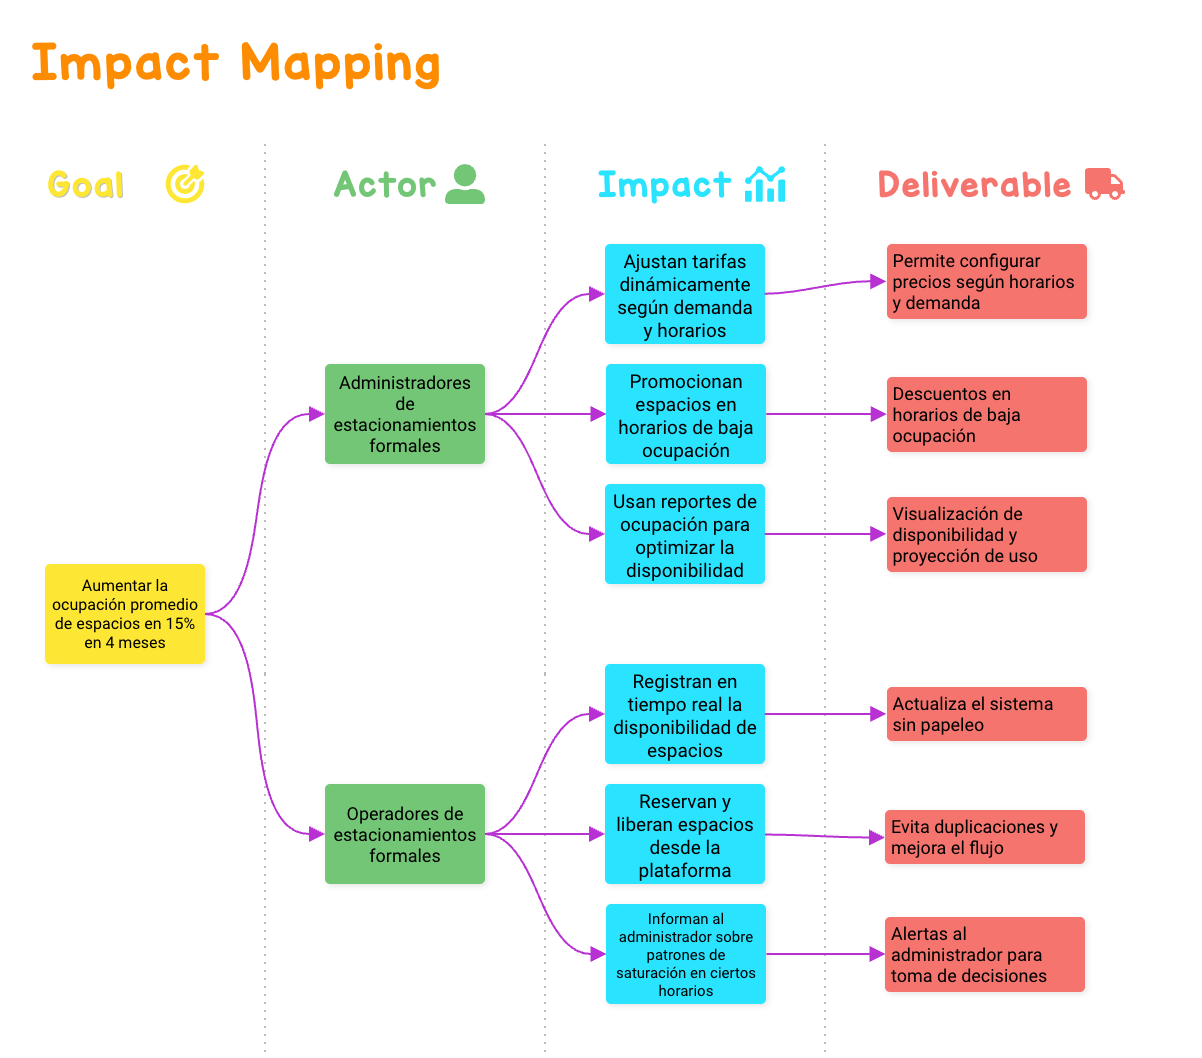 Impact Mapping
Goal
Actor
Impact
Deliverable
Aumentar la
ocupación promedio
de espacios en 15%
en 4 meses
Administradores
de
estacionamientos
formales
Ajustan tarifas
dinámicamente
según demanda
y horarios
Permite configurar
precios según horarios
y demanda
Promocionan
espacios en
horarios de baja
ocupación
Descuentos en
horarios de baja
ocupación
Usan reportes de
ocupación para
optimizar la
disponibilidad
Visualización de
disponibilidad y
proyección de uso
Operadores de
estacionamientos
formales
Registran en
tiempo real la
disponibilidad de
espacios
Actualiza el sistema
sin papeleo
Reservan y
liberan espacios
desde la
plataforma
Evita duplicaciones y
mejora el flujo
Informan al
administrador sobre
patrones de
saturación en ciertos
horarios
Alertas al
administrador para
toma de decisiones